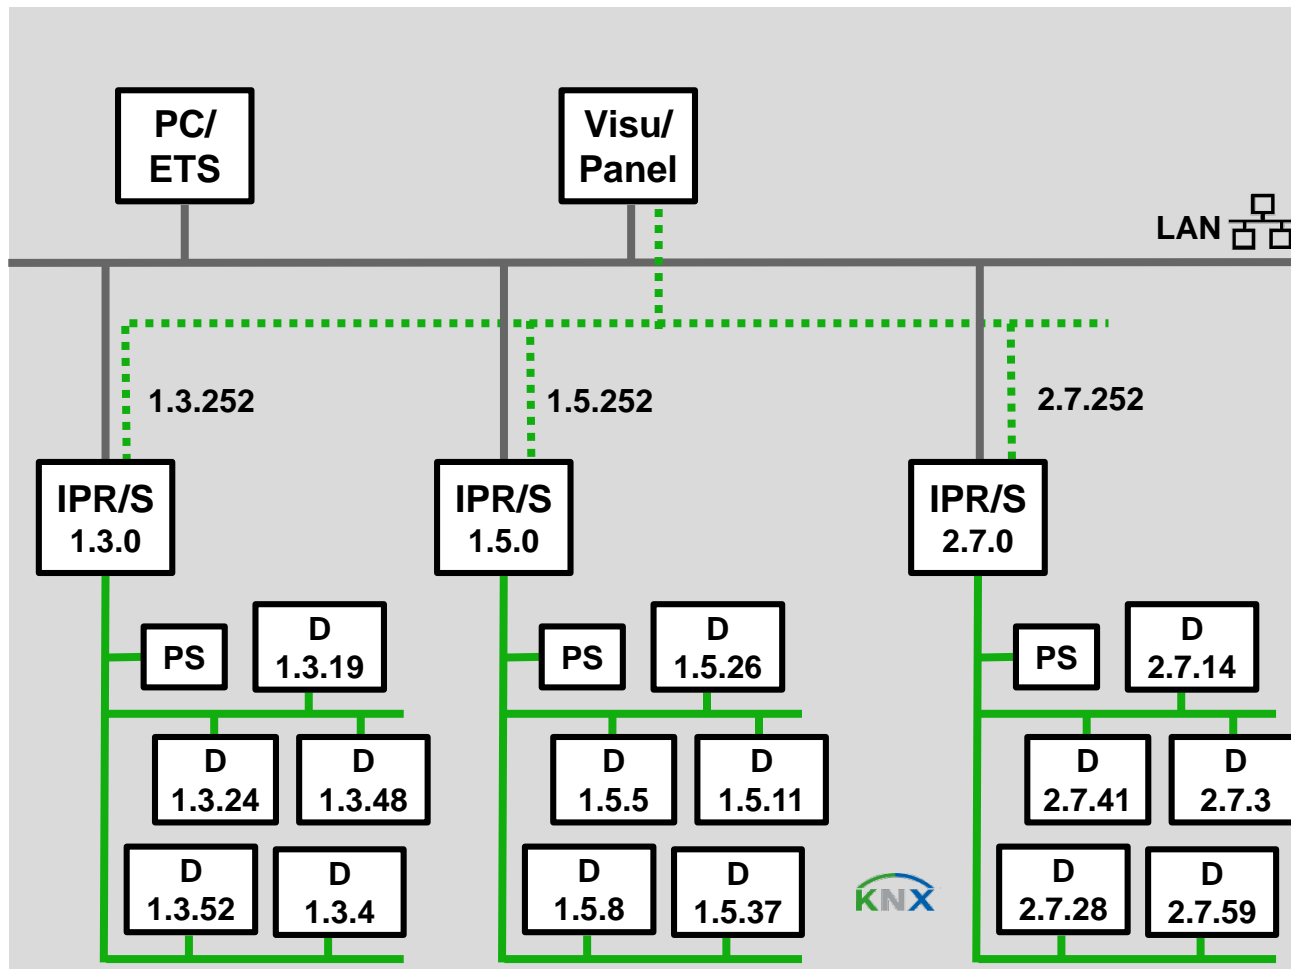 PC/
ETS
Visu/
Panel
LAN
1.3.252
1.5.252
2.7.252
IPR/S
1.3.0
IPR/S
1.5.0
IPR/S
2.7.0
PS
D
1.3.19
PS
D
1.5.26
PS
D
2.7.14
D
1.3.24
D
1.3.48
D
1.5.5
D
1.5.11
D
2.7.41
D
2.7.3
D
1.3.52
D
1.3.4
D
1.5.8
D
1.5.37
KNX
D
2.7.28
D
2.7.59